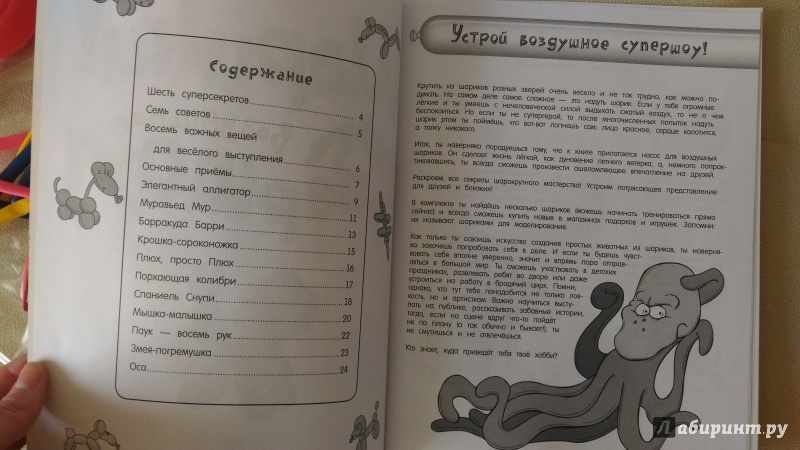 Содержание
Шесть суперсекретов 4
Семь советов 5
Восемь важных вещей
для весёлого выступления 6
Основные приёмы 7
Элегантный аллигатор 9
Муравьед Мур 11
Барракуда Барри 13
Крошка-сороконожка 15
Плюх, просто Плюх 16
Порхающая колибри 17
Спаниель Снупи 18
Мышка-малышка 20
Паук — восемь рук 22
Змея-погремушка 23
Оса 24
Устрой воздушное супершоу!
Крутить из шариков разных зверей очень весело и не так трудно, как можно по-
думать. На самом деле самое сложное — это надуть шарик. Если у тебя огромные
лёгкие и ты умеешь с нечеловеческой силой выдыхать сжатый воздух, то не о чем
беспокоиться. Но если ты не супергерой, то после многочисленных попыток надуть
шарик ртом ты поймёшь, что вот-вот лопнешь сам: лицо красное, сердце колотится,
а толку никакого.
Итак, ты наверняка порадуешься тому, что к книге прилагается насос для воздушных
шариков. Он сделает жизнь лёгкой, как дуновение летнего ветерка, а, немного попрак-
тиковавшись, ты всегда сможешь произвести ошеломляющее впечатление на друзей.
Раскроем все секреты шарокрутного мастерства! Устроим потрясающее представление
для друзей и близких!
В комплекте ты найдёшь несколько шариков (можешь начинать тренироваться прямо
сейчас) и всегда сможешь купить новые в магазинах подарков и игрушек. Запомни:
их называют шариками для моделирования.
Как только ты освоишь искусство создания простых животных из шариков, ты наверня-
ка захочешь попробовать себя в деле. И если ты будешь чувст-
вовать себя вполне уверенно, значит и впрямь пора отправ-
ляться в большой мир. Ты сможешь участвовать в детских
праздниках, развлекать ребят во дворе или даже
устроиться на работу в бродячий цирк. Помни,
однако, что тут тебе понадобится не только лов-
кость, но и артистизм. Важно научиться высту-
пать на публике, рассказывать забавные истории,
тогда, если на сцене вдруг что-то пойдёт
не по плану (а так обычно и бывает!), ты
не смутишься и не отвлечёшься.
Кто знает, куда приведёт тебя твоё хобби?
Лабиринт.ру